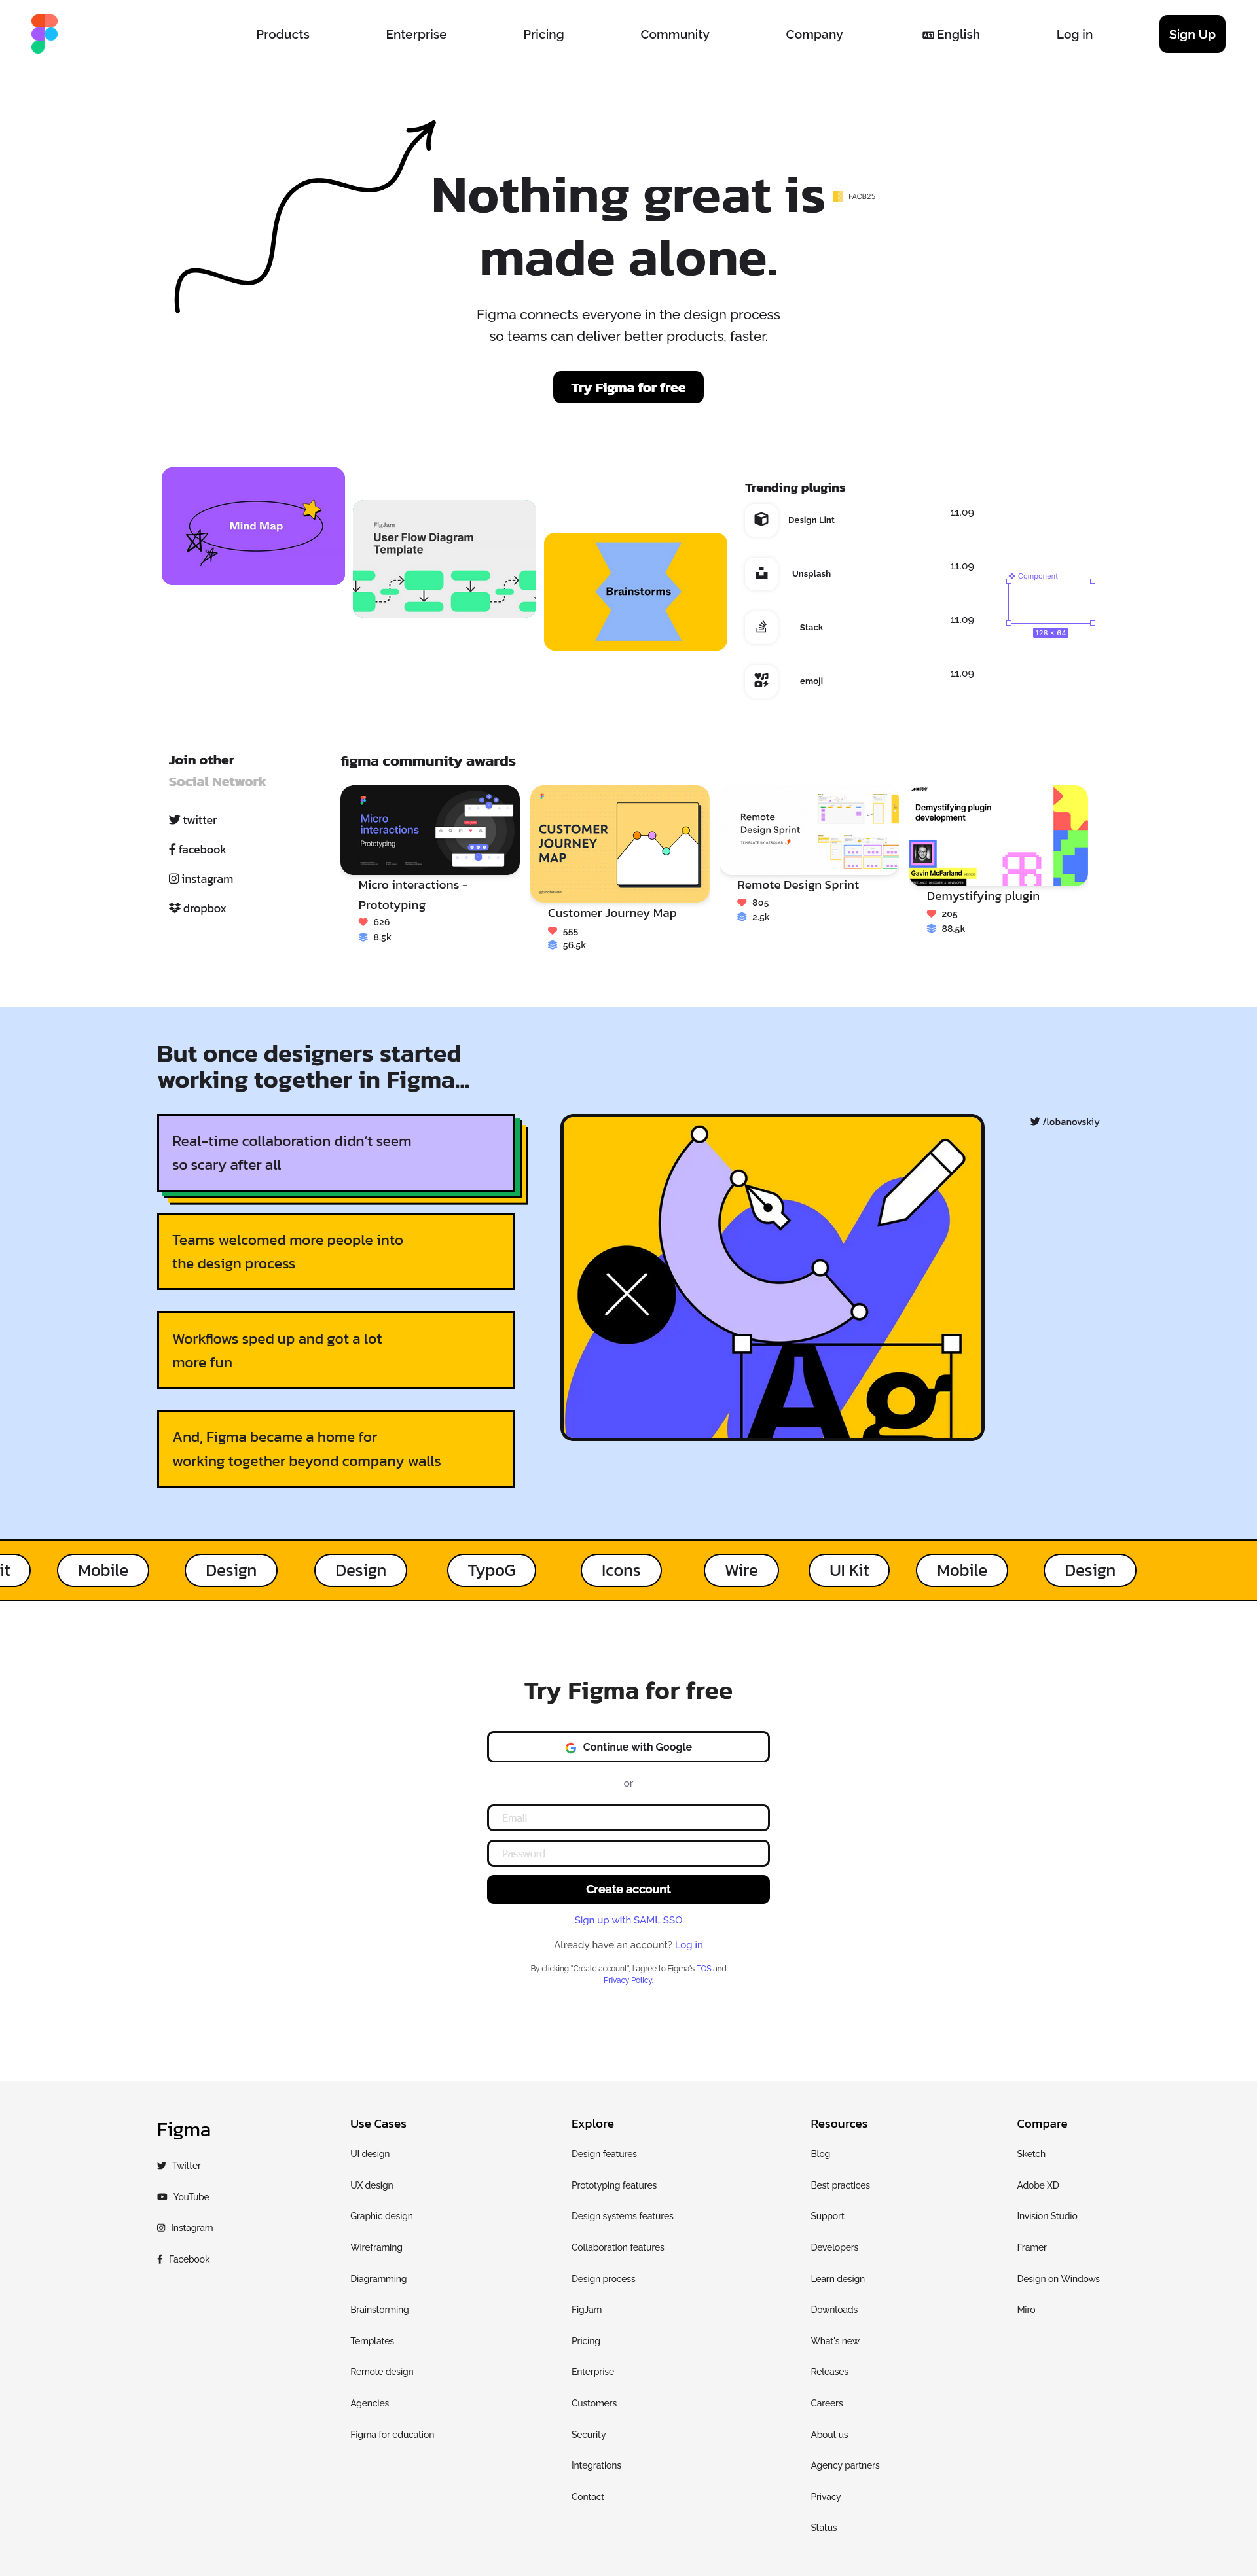 Products Enterprise Pricing Community Company English Log in Sign Up
Nothing great is
FACB25
made alone.
Figma connects everyone in the design process
so teams can deliver better products, faster.
Try Figma for free
Mind Map
FigJam
User Flow Diagram
Template
Brainstorms
Trending plugins
Design Lint 11.09
Unsplash 11.09
Stack 11.09
emoji 11.09
Component
128 × 64
Join other
Social Network
twitter
facebook
instagram
dropbox
figma community awards
Micro
interactions
Prototyping
Micro interactions -
Prototyping
626
8.5k
CUSTOMER
JOURNEY
MAP
Customer Journey Map
555
56.5k
Remote
Design Sprint
TEMPLATE BY AEROLAB
Remote Design Sprint
805
2.5k
Demystifying plugin
development
Gavin McFarland
Demystifying plugin
205
88.5k
But once designers started
working together in Figma...
Real-time collaboration didn't seem
so scary after all
Teams welcomed more people into
the design process
Workflows sped up and got a lot
more fun
And, Figma became a home for
working together beyond company walls
Ag
/lobanovskiy
it Mobile Design Design TypoG Icons Wire UI Kit Mobile Design
Try Figma for free
Continue with Google
or
Email
Password
Create account
Sign up with SAML SSO
Already have an account? Log in
By clicking "Create account", I agree to Figma's TOS and
Privacy Policy.
Figma
Twitter
YouTube
Instagram
Facebook
Use Cases
UI design
UX design
Graphic design
Wireframing
Diagramming
Brainstorming
Templates
Remote design
Agencies
Figma for education
Explore
Design features
Prototyping features
Design systems features
Collaboration features
Design process
FigJam
Pricing
Enterprise
Customers
Security
Integrations
Contact
Resources
Blog
Best practices
Support
Developers
Learn design
Downloads
What's new
Releases
Careers
About us
Agency partners
Privacy
Status
Compare
Sketch
Adobe XD
Invision Studio
Framer
Design on Windows
Miro